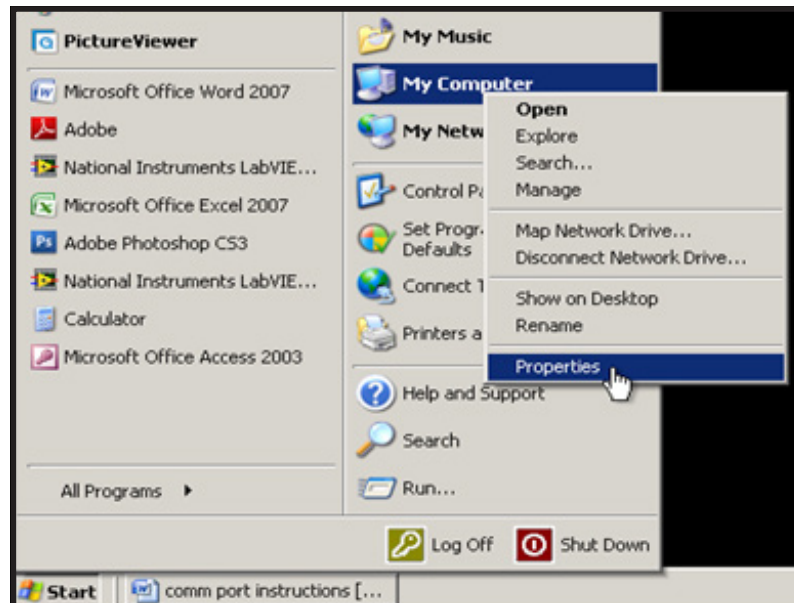 PictureViewer
Microsoft Office Word 2007
Adobe
National Instruments LabVIE...
Microsoft Office Excel 2007
Adobe Photoshop CS3
National Instruments LabVIE...
Calculator
Microsoft Office Access 2003
All Programs
My Music
My Computer
My Netw
Control Pa
Set Progr
Defaults
Connect T
Printers a
Help and Support
Search
Run...
Open
Explore
Search...
Manage
Map Network Drive...
Disconnect Network Drive...
Show on Desktop
Rename
Properties
Log Off
Shut Down
Start
comm port instructions [...